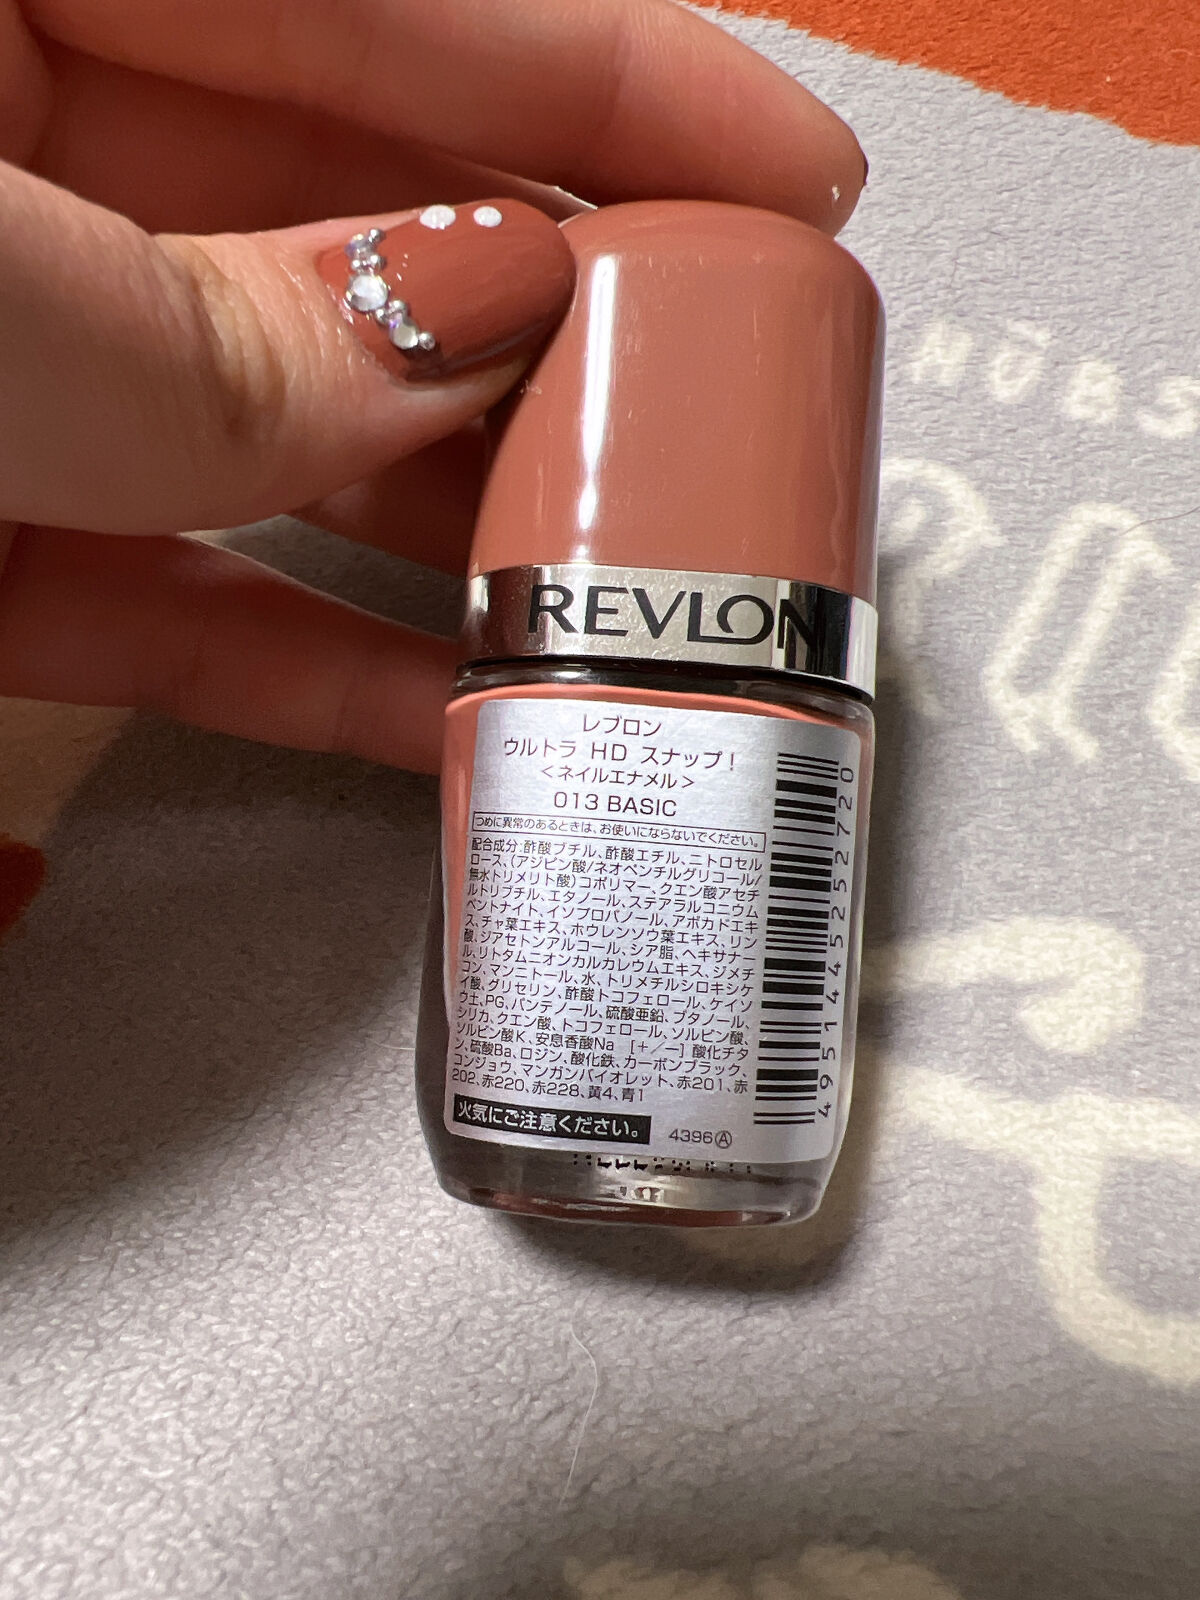 REVLON
レブロン
ウルトラ HD スナップ！
＜ネイルエナメル＞
013 BASIC
つめに異常のあるときは、お使いにならないでください。
配合成分：酢酸ブチル、酢酸エチル、ニトロセル
ロース、（アジピン酸／ネオペンチルグリコール／
無水トリメリト酸）コポリマー、クエン酸アセチ
ルトリブチル、エタノール、ステアラルコニウム
ベントナイト、イソプロパノール、アボカドエキ
ス、チャ葉エキス、ホウレンソウ葉エキス、リン
酸、ジアセトンアルコール、シア脂、ヘキサナー
ル、リトタムニオンカルカレウムエキス、ジメチ
コン、マンニトール、水、トリメチルシロキシケ
イ酸、グリセリン、酢酸トコフェロール、ケイソ
ウ土、PG、パンテノール、硫酸亜鉛、ブタノール、
シリカ、クエン酸、トコフェロール、ソルビン酸、
ソルビン酸K、安息香酸Na [＋／－] 酸化チタ
ン、硫酸Ba、ロジン、酸化鉄、カーボンブラック、
コンジョウ、マンガンバイオレット、赤201、赤
202、赤220、赤228、黄4、青1
火気にご注意ください。
4396Ⓐ
4951445252720